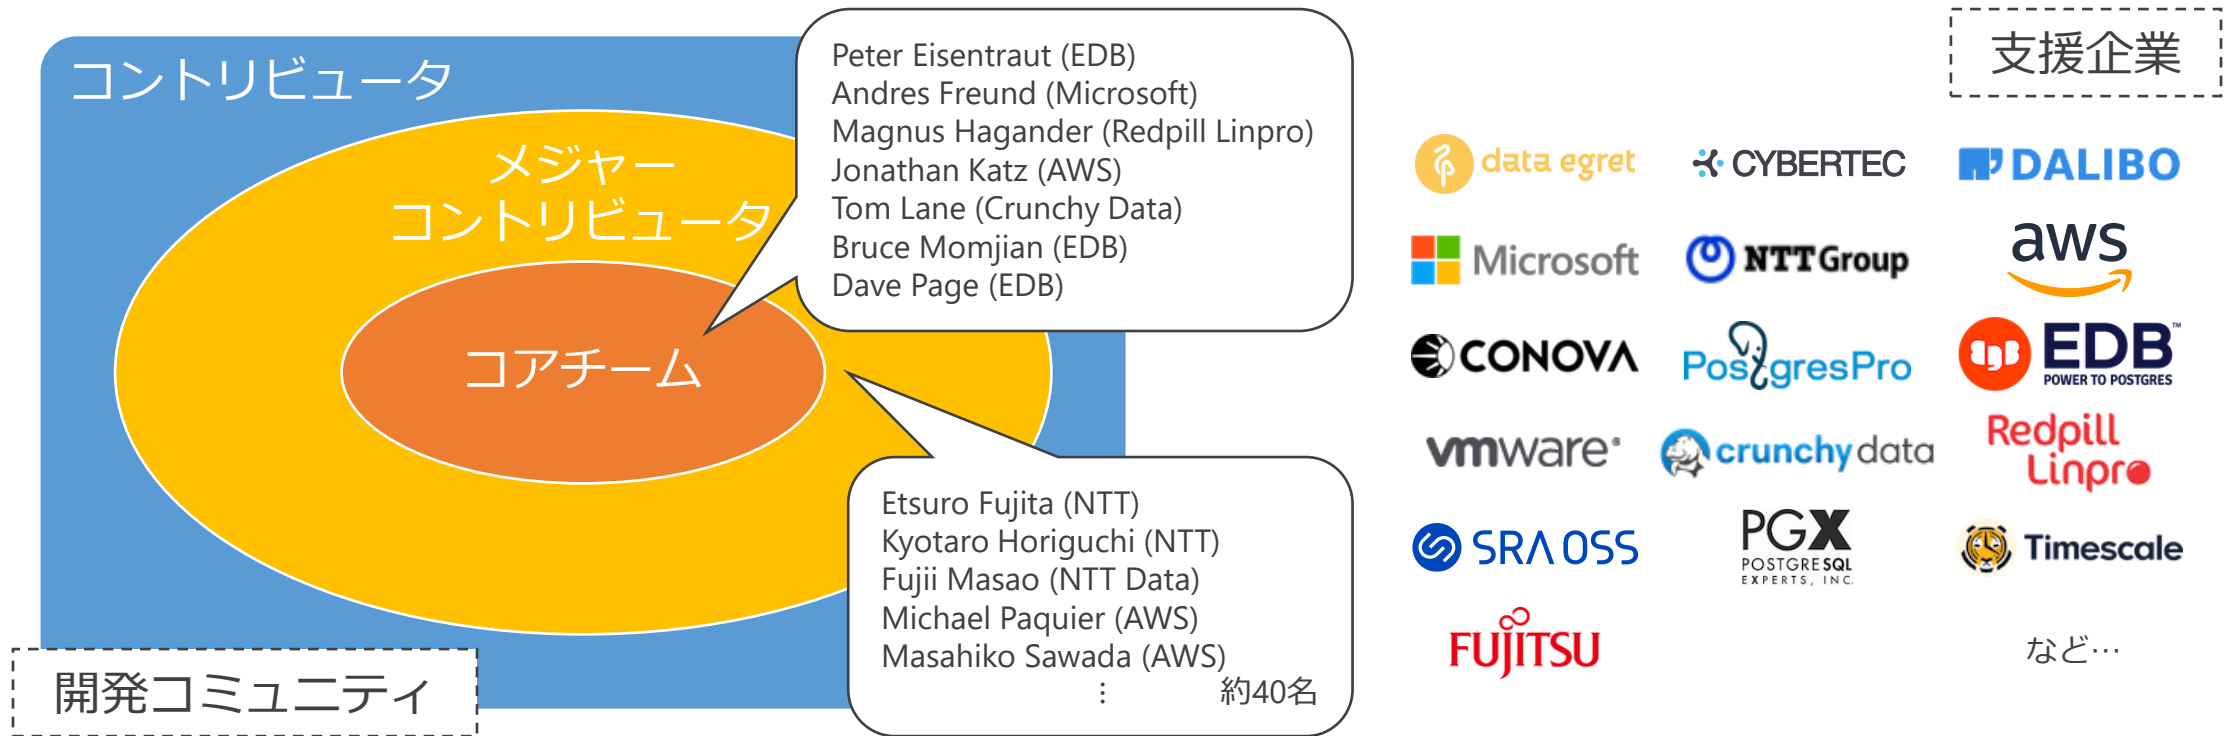 コントリビュータ
メジャー
コントリビュータ
コアチーム
開発コミュニティ
Peter Eisentraut (EDB)
Andres Freund (Microsoft)
Magnus Hagander (Redpill Linpro)
Jonathan Katz (AWS)
Tom Lane (Crunchy Data)
Bruce Momjian (EDB)
Dave Page (EDB)
Etsuro Fujita (NTT)
Kyotaro Horiguchi (NTT)
Fujii Masao (NTT Data)
Michael Paquier (AWS)
Masahiko Sawada (AWS)
⋮ 約40名
支援企業
data egret
CYBERTEC
DALIBO
Microsoft
NTT Group
aws
CONOVA
PostgresPro
EDB™
POWER TO POSTGRES
vmware®
crunchydata
Redpill
Linpro
SRA OSS
PGX
POSTGRESQL
EXPERTS, INC.
Timescale
FUJITSU
など…